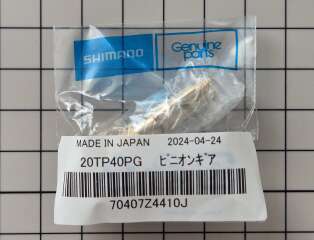 SHIMANO
Genuine
parts
MADE IN JAPAN 2024-04-24
20TP40PG ピニオンギア
70407Z4410J